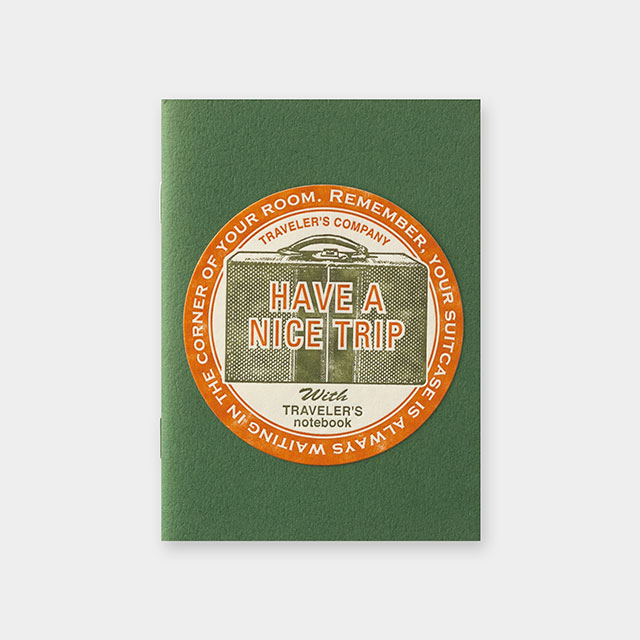 REMEMBER, YOUR SUITCASE IS ALWAYS WAITING IN THE CORNER OF YOUR ROOM.
TRAVELER'S COMPANY
HAVE A
NICE TRIP
With
TRAVELER'S
notebook